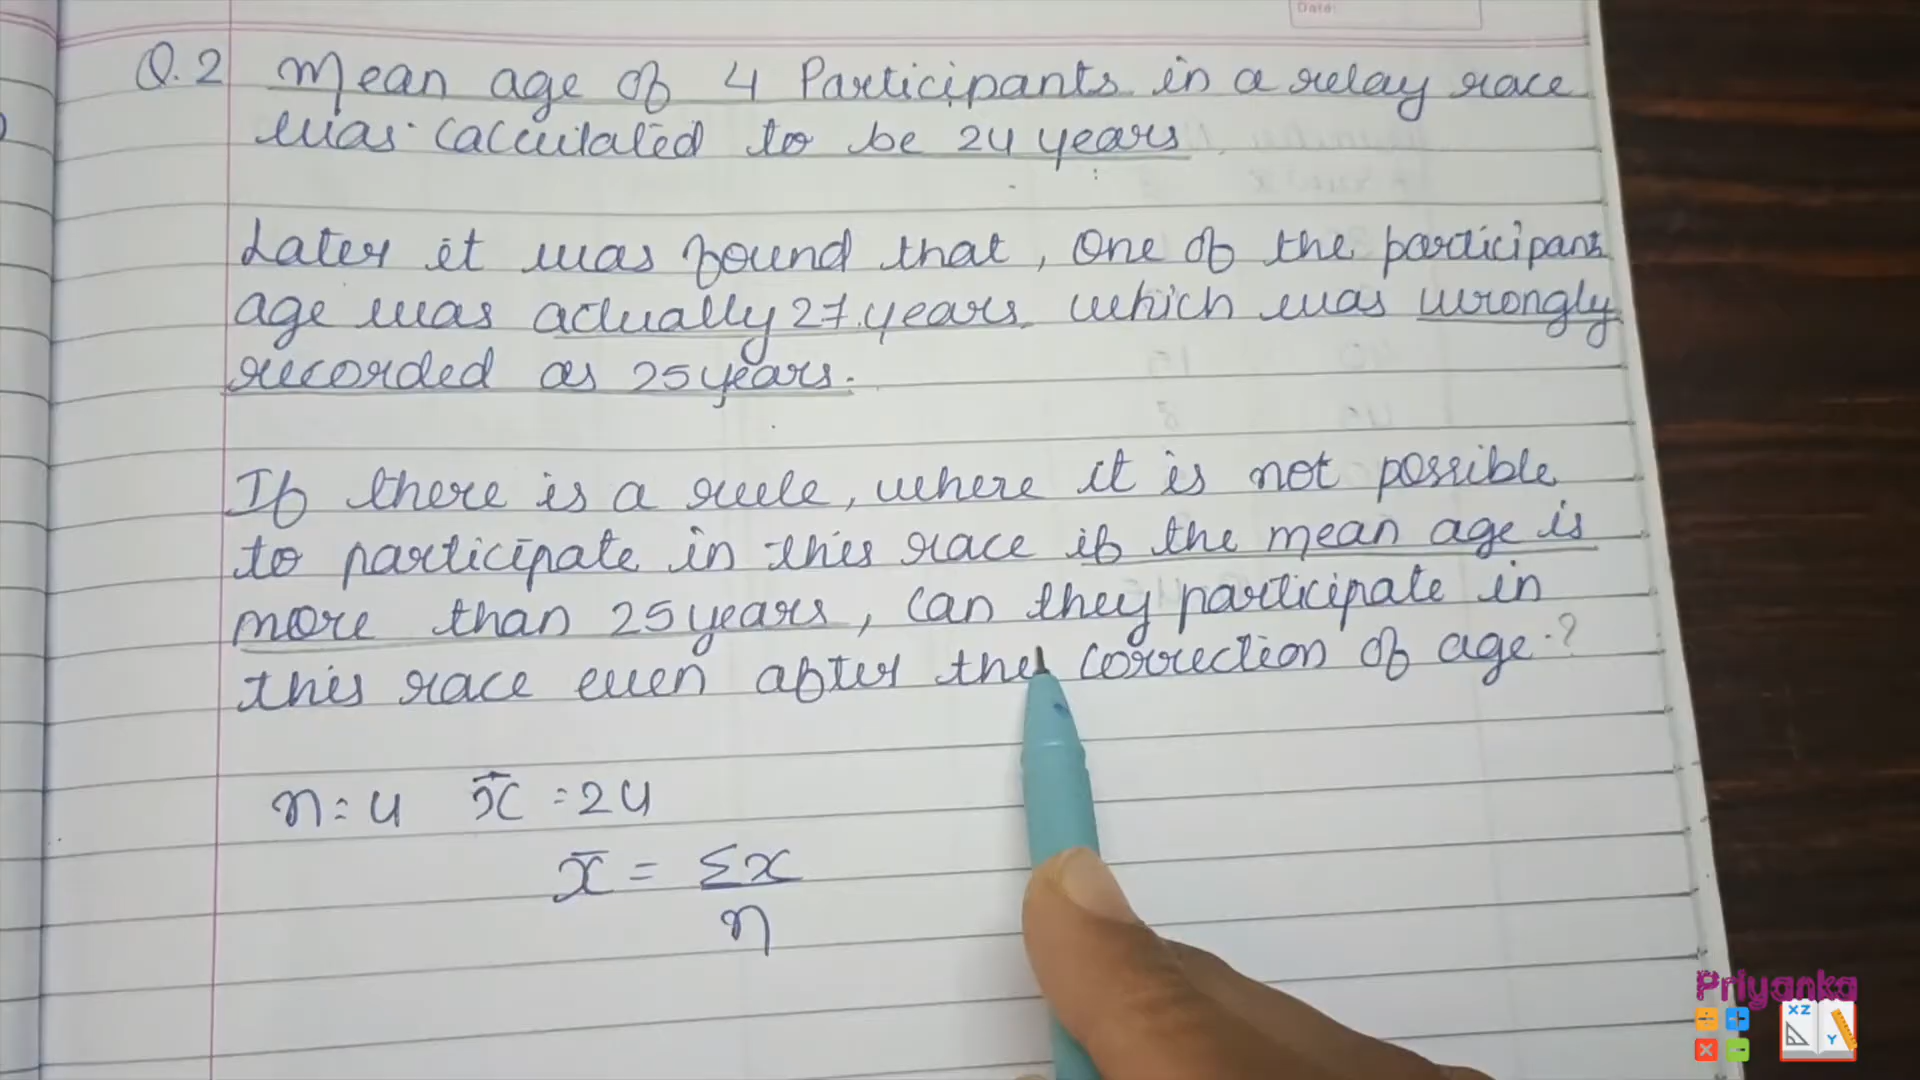 Date:
Q.2 Mean age of 4 Participants in a relay race
was calculated to be 24 years.
Later it was found that, One of the participant
age was actually 27 years which was wrongly
recorded as 25 years.
If there is a rule, where it is not possible
to participate in this race if the mean age is
more than 25 years, can they participate in
this race even after the correction of age.?
n = 4 x̄ = 24
x̄ = Σx
n
Priyanka
XZ
Y